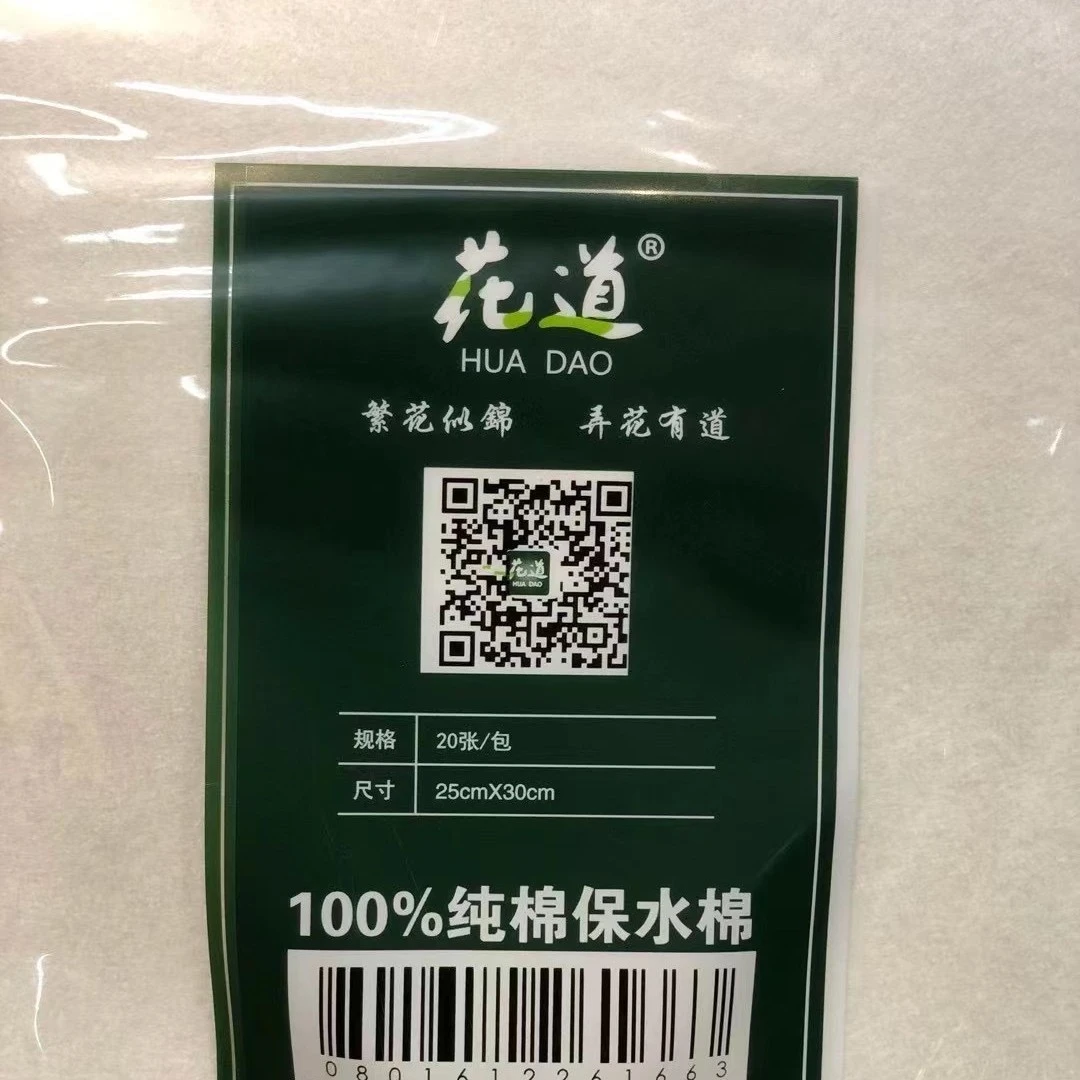 花道®
HUA DAO
繁花似錦 弄花有道
花道
HUA DAO
规格 20张/包
尺寸 25cmX30cm
100%纯棉保水棉
0801612261663